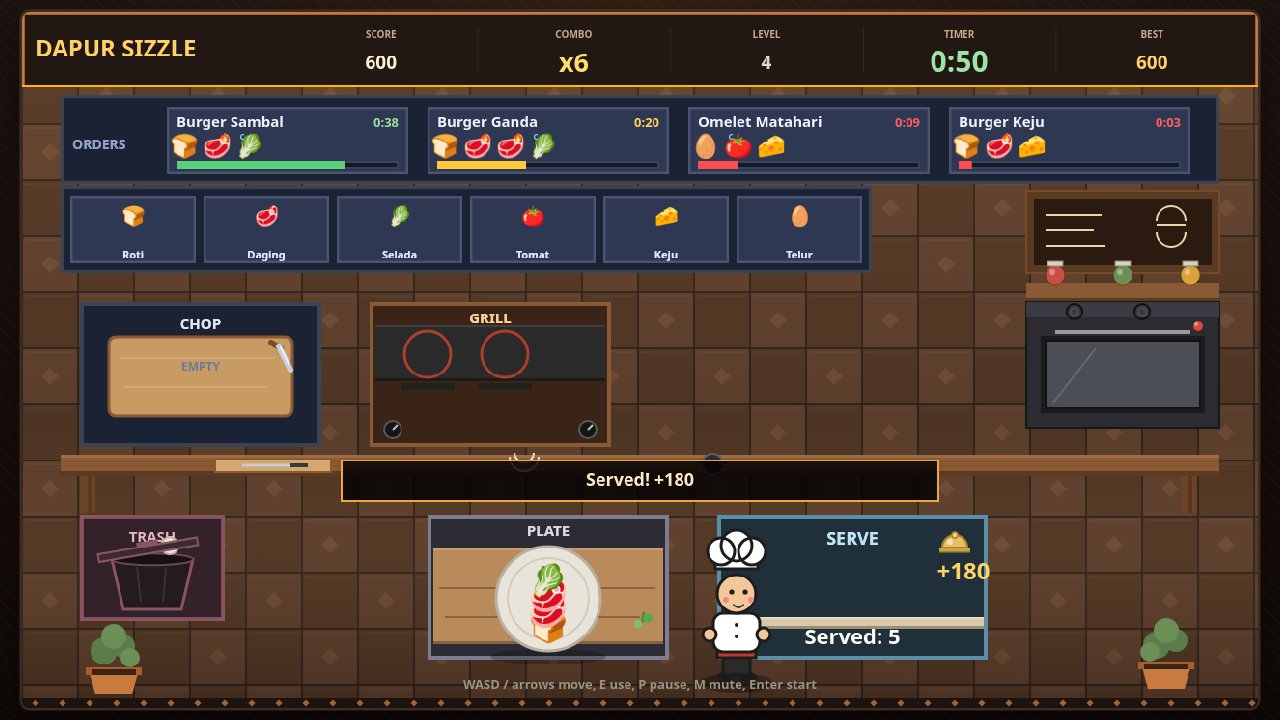 DAPUR SIZZLE
SCORE
600
COMBO
x6
LEVEL
4
TIMER
0:50
BEST
600
ORDERS
Burger Sambal 0:38
Burger Ganda 0:20
Omelet Matahari 0:09
Burger Keju 0:03
Roti
Daging
Selada
Tomat
Keju
Telur
CHOP
EMPTY
GRILL
Served! +180
TRASH
PLATE
SERVE
+180
Served: 5
WASD / arrows move, E use, P pause, M mute, Enter start